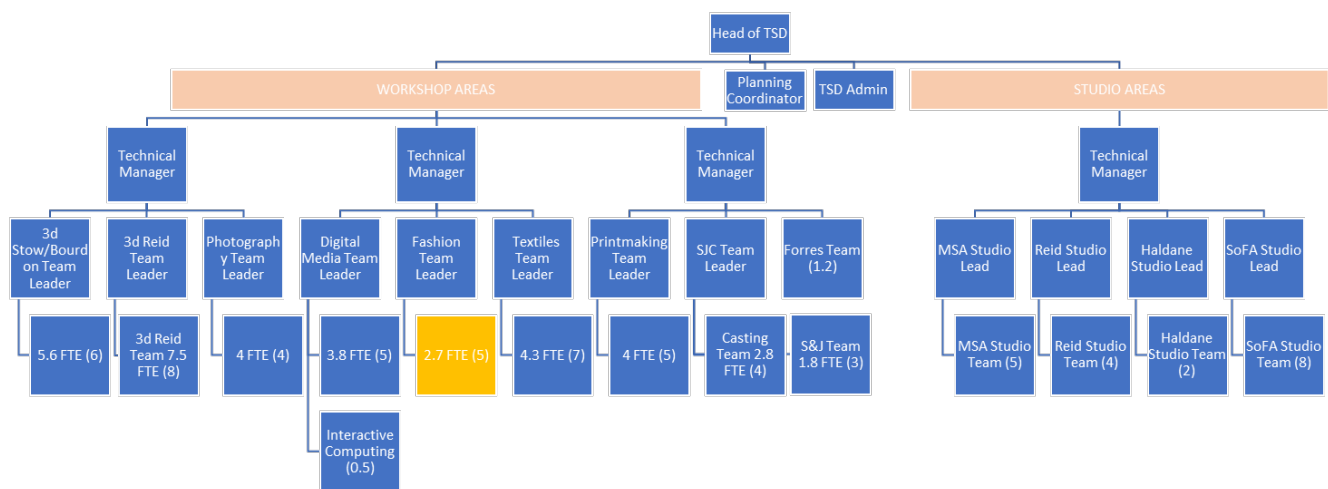 Head of TSD
WORKSHOP AREAS
Planning
Coordinator
TSD Admin
STUDIO AREAS
Technical
Manager
Technical
Manager
Technical
Manager
Technical
Manager
3d
Stow/Bourd
on Team
Leader
3d Reid
Team
Leader
Photograph
y Team
Leader
Digital
Media Team
Leader
Fashion
Team Leader
Textiles
Team Leader
Printmaking
Team Leader
SJC Team
Leader
Forres Team
(1.2)
MSA Studio
Lead
Reid Studio
Lead
Haldane
Studio Lead
SoFA Studio
Lead
5.6 FTE (6)
3d Reid
Team 7.5
FTE (8)
4 FTE (4)
3.8 FTE (5)
2.7 FTE (5)
4.3 FTE (7)
4 FTE (5)
Casting
Team 2.8
FTE (4)
S&J Team
1.8 FTE (3)
MSA Studio
Team (5)
Reid Studio
Team (4)
Haldane
Studio Team
(2)
SoFA Studio
Team (8)
Interactive
Computing
(0.5)